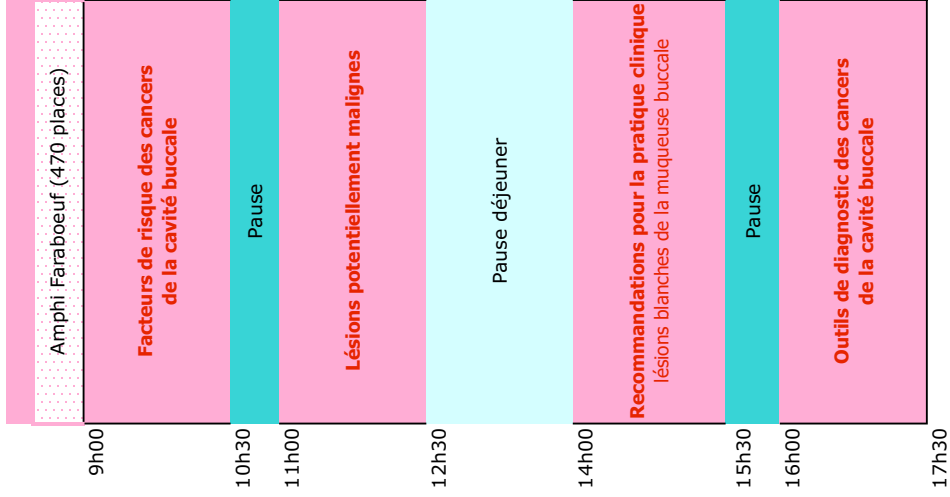 Amphi Faraboeuf (470 places)
9h00
Facteurs de risque des cancers
de la cavité buccale
10h30
Pause
11h00
Lésions potentiellement malignes
12h30
Pause déjeuner
14h00
Recommandations pour la pratique clinique
lésions blanches de la muqueuse buccale
15h30
Pause
16h00
Outils de diagnostic des cancers
de la cavité buccale
17h30